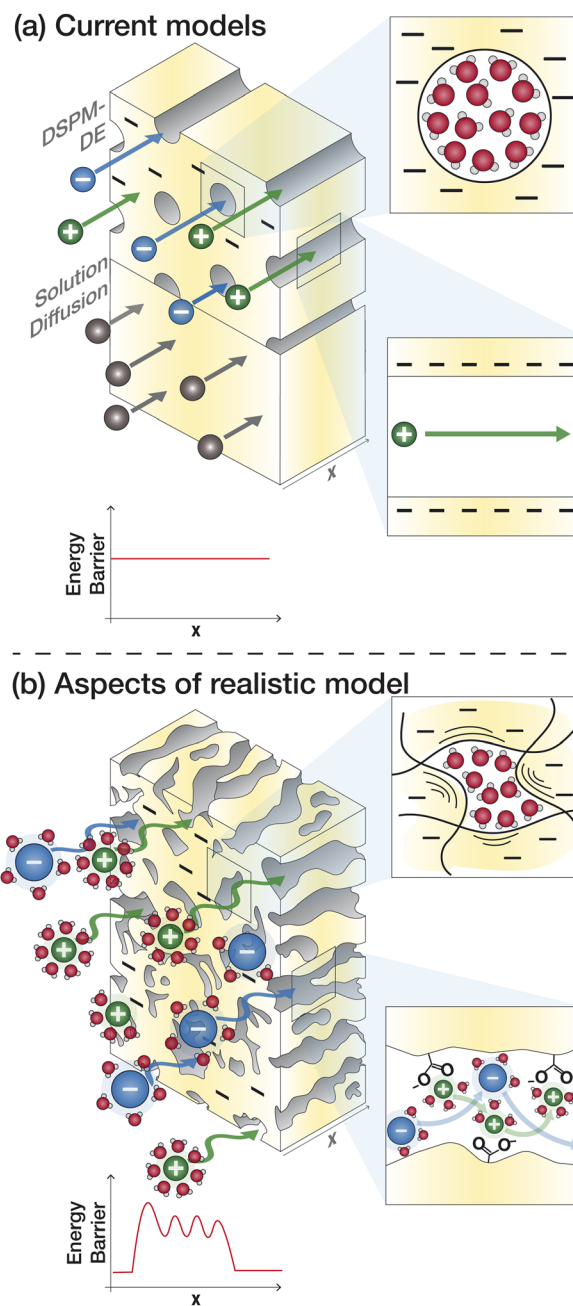 (a) Current models
DSPM-
DE
Solution
Diffusion
x
Energy
Barrier
x
(b) Aspects of realistic model
x
Energy
Barrier
x
O
O⁻
O
O⁻
O
O⁻